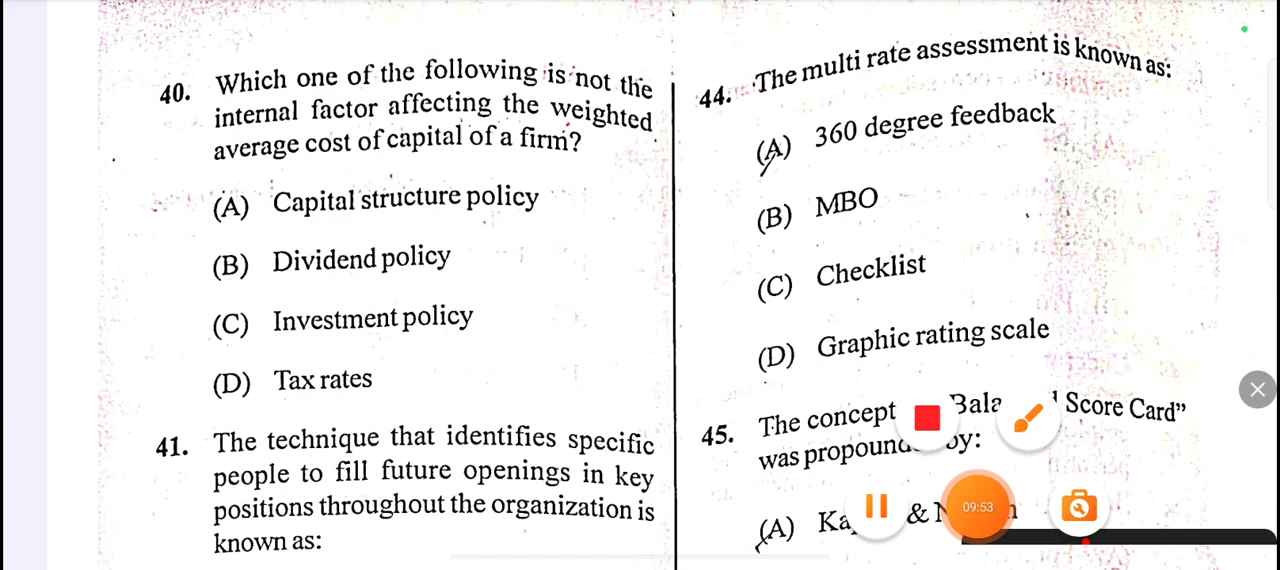 40. Which one of the following is not the
internal factor affecting the weighted
average cost of capital of a firm?
(A) Capital structure policy
(B) Dividend policy
(C) Investment policy
(D) Tax rates
41. The technique that identifies specific
people to fill future openings in key
positions throughout the organization is
known as:
44. The multi rate assessment is known as:
(A) 360 degree feedback
(B) MBO
(C) Checklist
(D) Graphic rating scale
45. The concept Score Card”
was by:
(A) &
09:53